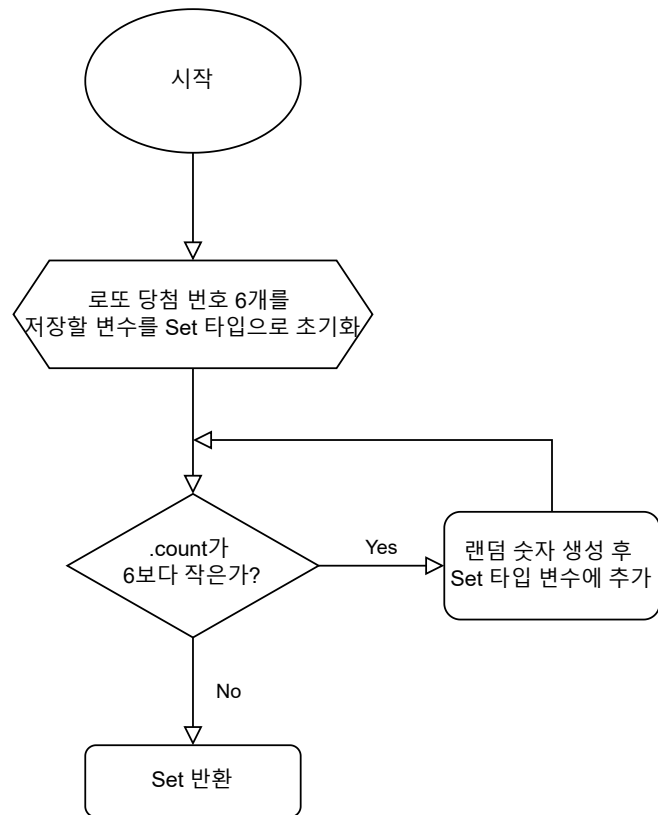 시작
로또 당첨 번호 6개를
저장할 변수를 Set 타입으로 초기화
.count가
6보다 작은가?
Yes
랜덤 숫자 생성 후
Set 타입 변수에 추가
No
Set 반환